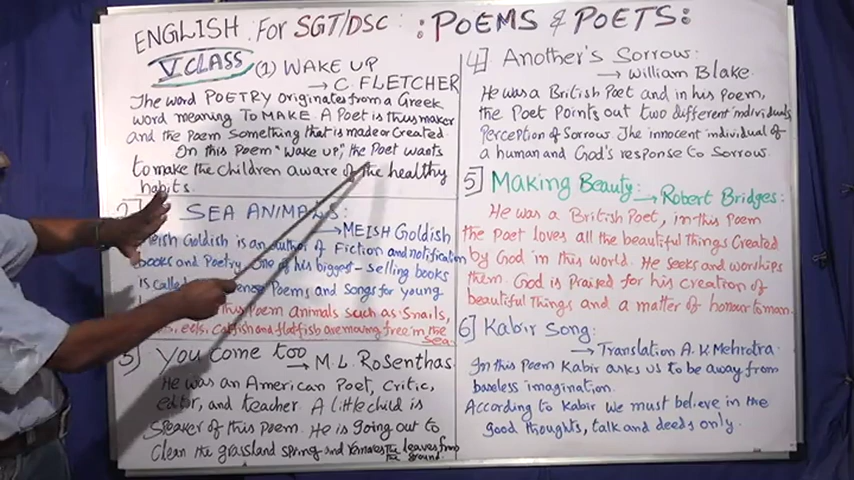 ENGLISH For SGT/DSC : POEMS & POETS:
V CLASS (1) WAKE UP
→ C. FLETCHER
The word POETRY originates from a Greek
word meaning TO MAKE A Poet is thus maker
and the Poem Something that is made or Created.
In this Poem "Wake up," the Poet wants
to make the Children aware of the healthy
habits.
2] SEA ANIMALS:
→ MEISH Goldish
Meish Goldish is an author of Fiction and notification
books and Poetry. One of his biggest-selling books
is Poems and Songs for young
this Poem animals such as Snails,
eels, Catfish and flatfish are moving free in the
Sea.
3] You come too
→ M.L. Rosenthas.
He was an American Poet, Critic,
editor, and teacher. A little child is
Speaker of this Poem. He is going out to
Clean the grassland Spring and removes the leaves from
the ground.
4] Another's Sorrow:
→ William Blake.
He was a British Poet and in his Poem,
the Poet Points out two different individuals
Perception of Sorrow. The innocent individual of
a human and God's response to Sorrow.
5] Making Beauty:
→ Robert Bridges:
He was a British Poet, in this Poem
the Poet loves all the beautiful Things Created
by God in this world. He Seeks and worships
them. God is Praised for his Creation of
beautiful Things and a matter of honour to man.
6] Kabir Song:
→ Translation A.K Mehrotra.
In this Poem Kabir asks us to be away from
baseless imagination.
According to Kabir we must believe in the
good thoughts, talk and deeds only.